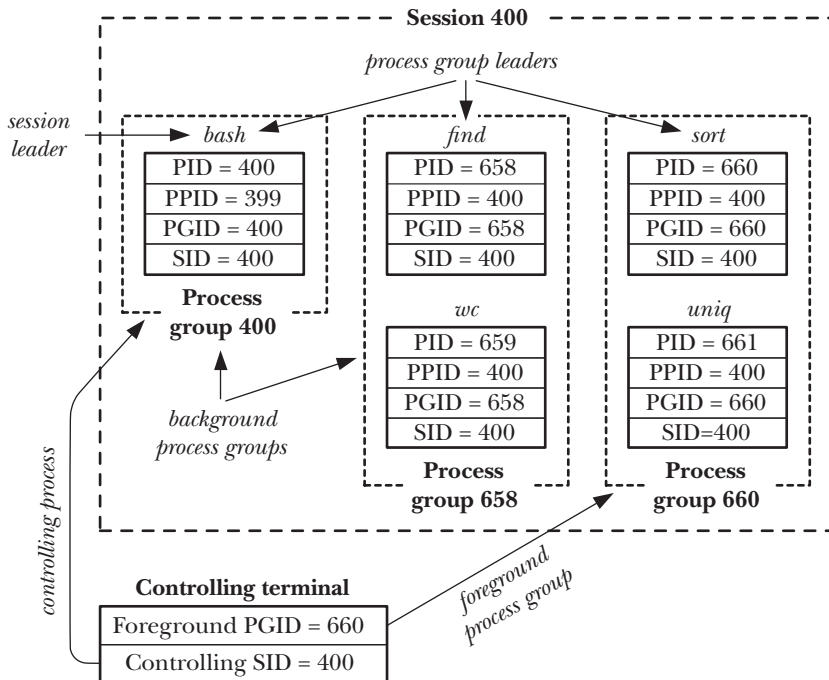 Session 400
process group leaders
session
leader
bash
PID = 400
PPID = 399
PGID = 400
SID = 400
Process
group 400
find
PID = 658
PPID = 400
PGID = 658
SID = 400
wc
PID = 659
PPID = 400
PGID = 658
SID = 400
Process
group 658
sort
PID = 660
PPID = 400
PGID = 660
SID = 400
uniq
PID = 661
PPID = 400
PGID = 660
SID=400
Process
group 660
background
process groups
controlling process
foreground
process group
Controlling terminal
Foreground PGID = 660
Controlling SID = 400